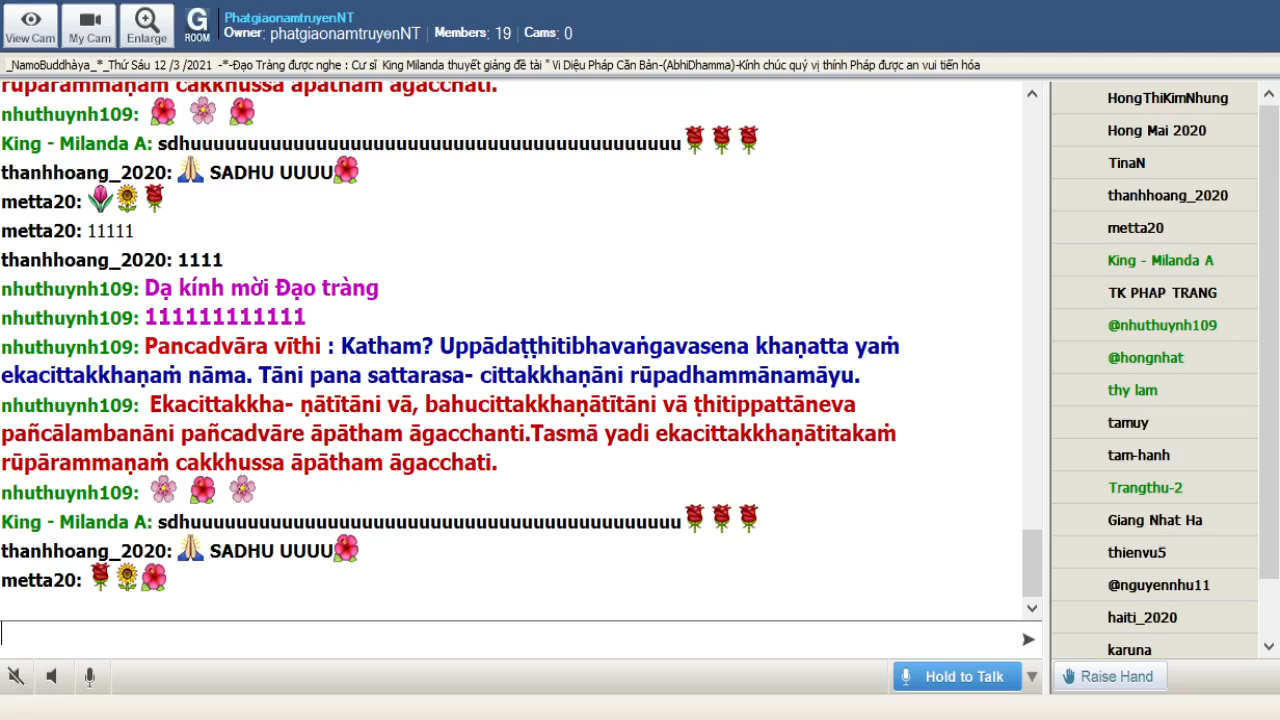 View Cam
My Cam
Enlarge
G
ROOM
PhatgiaonamtruyenNT
Owner: phatgiaonamtruyenNT | Members: 19 | Cams: 0
_NamoBuddhàya_*_Thứ Sáu 12 /3 /2021 -*-Đạo Tràng được nghe : Cư sĩ King Milanda thuyết giảng đề tài " Vi Diệu Pháp Căn Bản-(AbhiDhamma)-Kính chúc quý vị thính Pháp được an vui tiến hóa
rūpārammaṇaṁ cakkhussa āpātham āgacchati.
nhuthuynh109:
King - Milanda A: sdhuuuuuuuuuuuuuuuuuuuuuuuuuuuuuuuuuuuuuuuuuuu
thanhhoang_2020: SADHU UUUU
metta20:
metta20: 11111
thanhhoang_2020: 1111
nhuthuynh109: Dạ kính mời Đạo tràng
nhuthuynh109: 111111111111
nhuthuynh109: Pancadvāra vīthi : Katham? Uppādaṭṭhitibhavaṅgavasena khaṇatta yaṁ
ekacittakkhaṇaṁ nāma. Tāni pana sattarasa- cittakkhaṇāni rūpadhammānamāyu.
nhuthuynh109: Ekacittakkha- ṇātītāni vā, bahucittakkhaṇātītāni vā ṭhitippattāneva
pañcālambanāni pañcadvāre āpātham āgacchanti.Tasmā yadi ekacittakkhaṇātitakaṁ
rūpārammaṇaṁ cakkhussa āpātham āgacchati.
nhuthuynh109:
King - Milanda A: sdhuuuuuuuuuuuuuuuuuuuuuuuuuuuuuuuuuuuuuuuuuuu
thanhhoang_2020: SADHU UUUU
metta20:
Hold to Talk
HongThiKimNhung
Hong Mai 2020
TinaN
thanhhoang_2020
metta20
King - Milanda A
TK PHAP TRANG
@nhuthuynh109
@hongnhat
thy lam
tamuy
tam-hanh
Trangthu-2
Giang Nhat Ha
thienvu5
@nguyennhu11
haiti_2020
karuna
Raise Hand